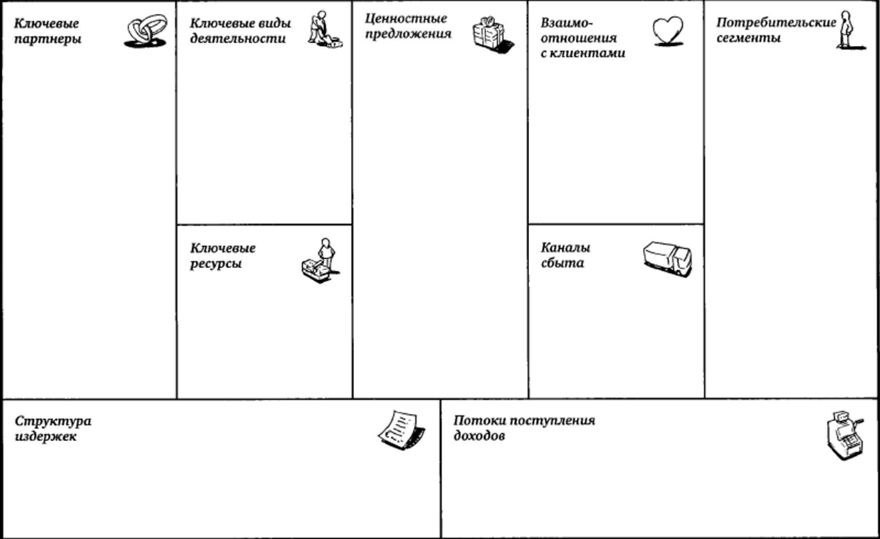 Ключевые
партнеры
Ключевые виды
деятельности
Ценностные
предложения
Взаимо-
отношения
с клиентами
Потребительские
сегменты
Ключевые
ресурсы
Каналы
сбыта
Структура
издержек
Потоки поступления
доходов